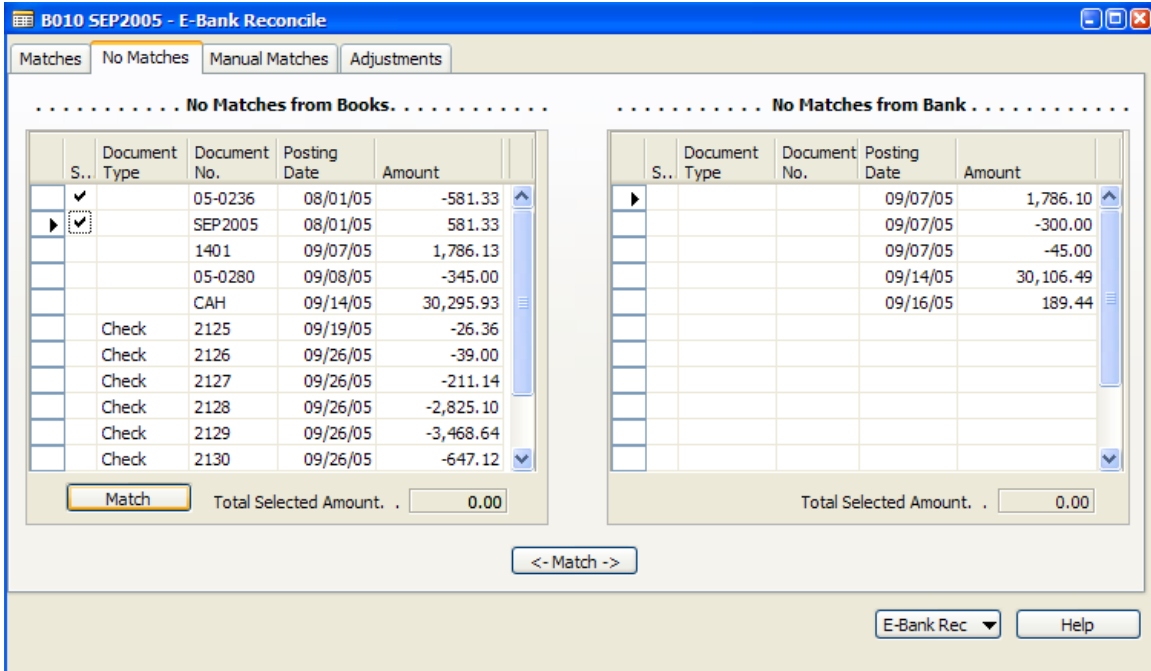 B010 SEP2005 - E-Bank Reconcile
Matches No Matches Manual Matches Adjustments
. . . . . . . . . . . No Matches from Books. . . . . . . . . . . .
S.. Document Type Document No. Posting Date Amount
05-0236 08/01/05 -581.33
SEP2005 08/01/05 581.33
1401 09/07/05 1,786.13
05-0280 09/08/05 -345.00
CAH 09/14/05 30,295.93
Check 2125 09/19/05 -26.36
Check 2126 09/26/05 -39.00
Check 2127 09/26/05 -211.14
Check 2128 09/26/05 -2,825.10
Check 2129 09/26/05 -3,468.64
Check 2130 09/26/05 -647.12
Match Total Selected Amount. . 0.00
. . . . . . . . . . . No Matches from Bank . . . . . . . . . . . .
S.. Document Type Document No. Posting Date Amount
09/07/05 1,786.10
09/07/05 -300.00
09/07/05 -45.00
09/14/05 30,106.49
09/16/05 189.44
Total Selected Amount. . 0.00
<- Match ->
E-Bank Rec Help